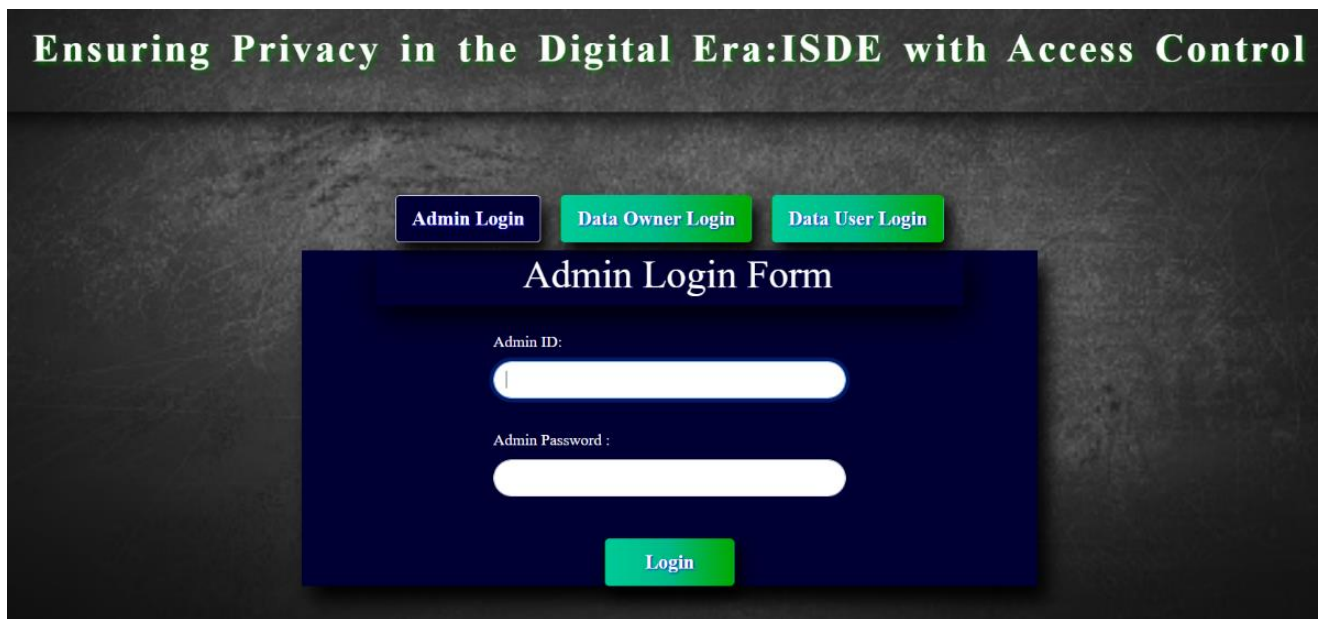 Ensuring Privacy in the Digital Era:ISDE with Access Control
Admin Login Data Owner Login Data User Login
Admin Login Form
Admin ID:
Admin Password :
Login